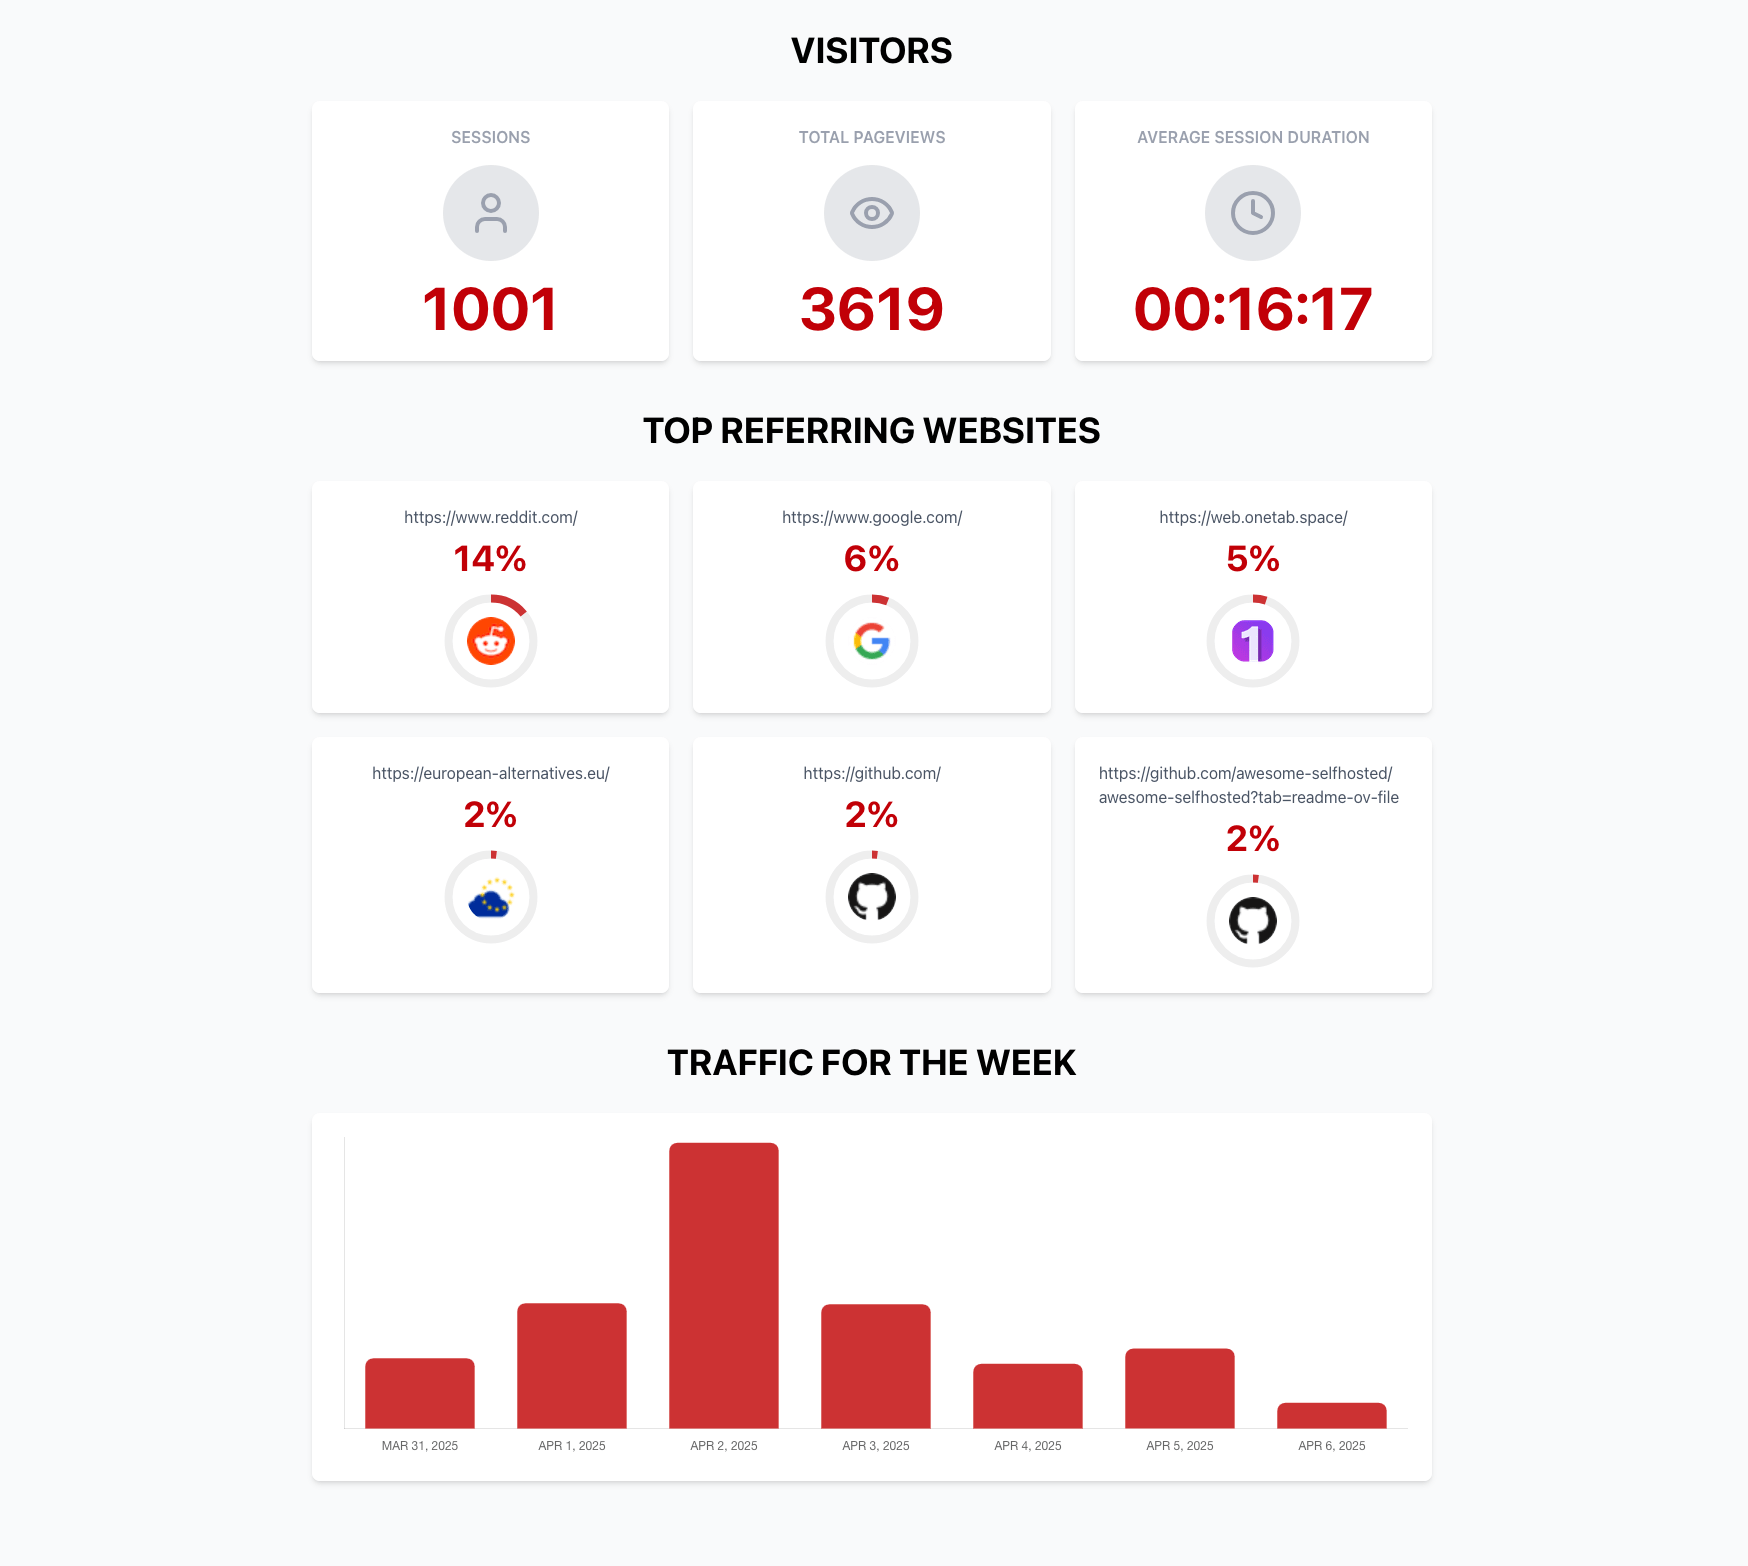 VISITORS
SESSIONS
TOTAL PAGEVIEWS
AVERAGE SESSION DURATION
1001
3619
00:16:17
TOP REFERRING WEBSITES
https://www.reddit.com/
14%
https://www.google.com/
6%
https://web.onetab.space/
5%
1
https://european-alternatives.eu/
2%
https://github.com/
2%
https://github.com/awesome-selfhosted/
awesome-selfhosted?tab=readme-ov-file
2%
TRAFFIC FOR THE WEEK
MAR 31, 2025
APR 1, 2025
APR 2, 2025
APR 3, 2025
APR 4, 2025
APR 5, 2025
APR 6, 2025